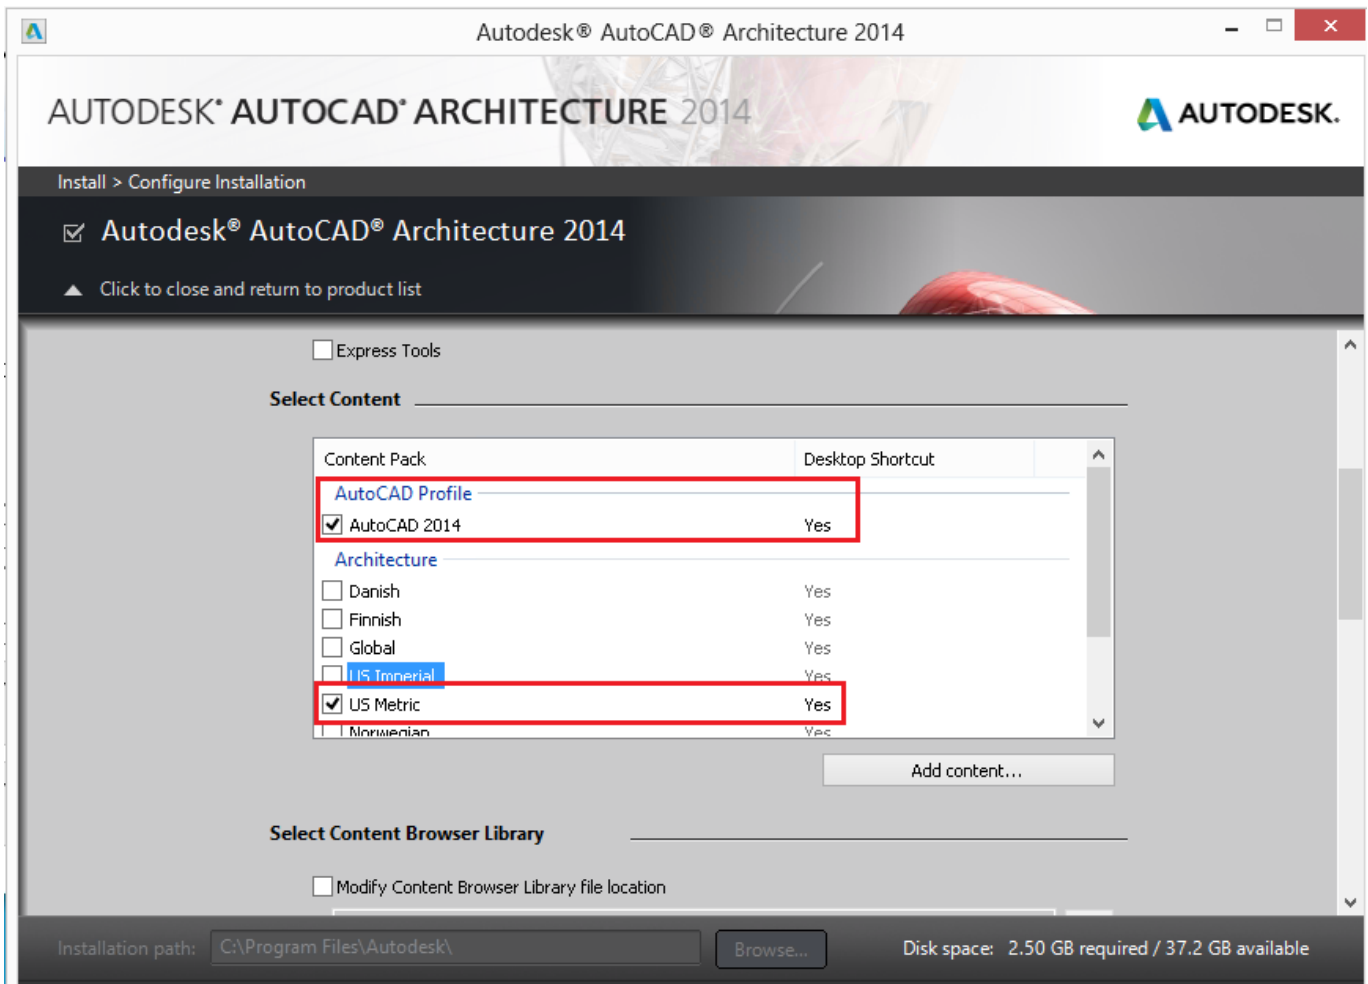 Autodesk® AutoCAD® Architecture 2014
AUTODESK® AUTOCAD® ARCHITECTURE 2014
AUTODESK.
Install > Configure Installation
Autodesk® AutoCAD® Architecture 2014
Click to close and return to product list
Express Tools
Select Content
Content Pack Desktop Shortcut
AutoCAD Profile
AutoCAD 2014 Yes
Architecture
Danish Yes
Finnish Yes
Global Yes
US Imperial Yes
US Metric Yes
Norwegian Yes
Add content...
Select Content Browser Library
Modify Content Browser Library file location
Installation path: C:\Program Files\Autodesk\ Browse... Disk space: 2.50 GB required / 37.2 GB available